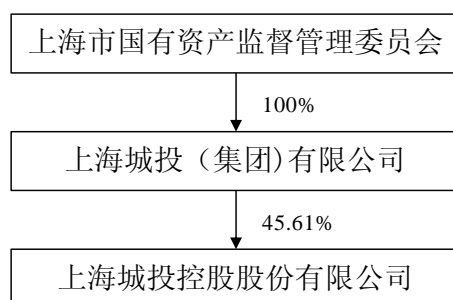 上海市国有资产监督管理委员会
100%
上海城投（集团)有限公司
45.61%
上海城投控股股份有限公司